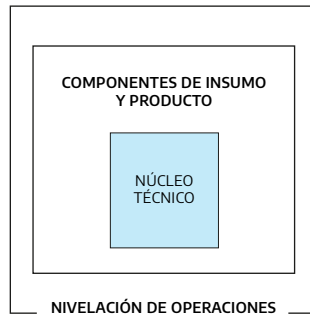 COMPONENTES DE INSUMO
Y PRODUCTO
NÚCLEO
TÉCNICO
NIVELACIÓN DE OPERACIONES